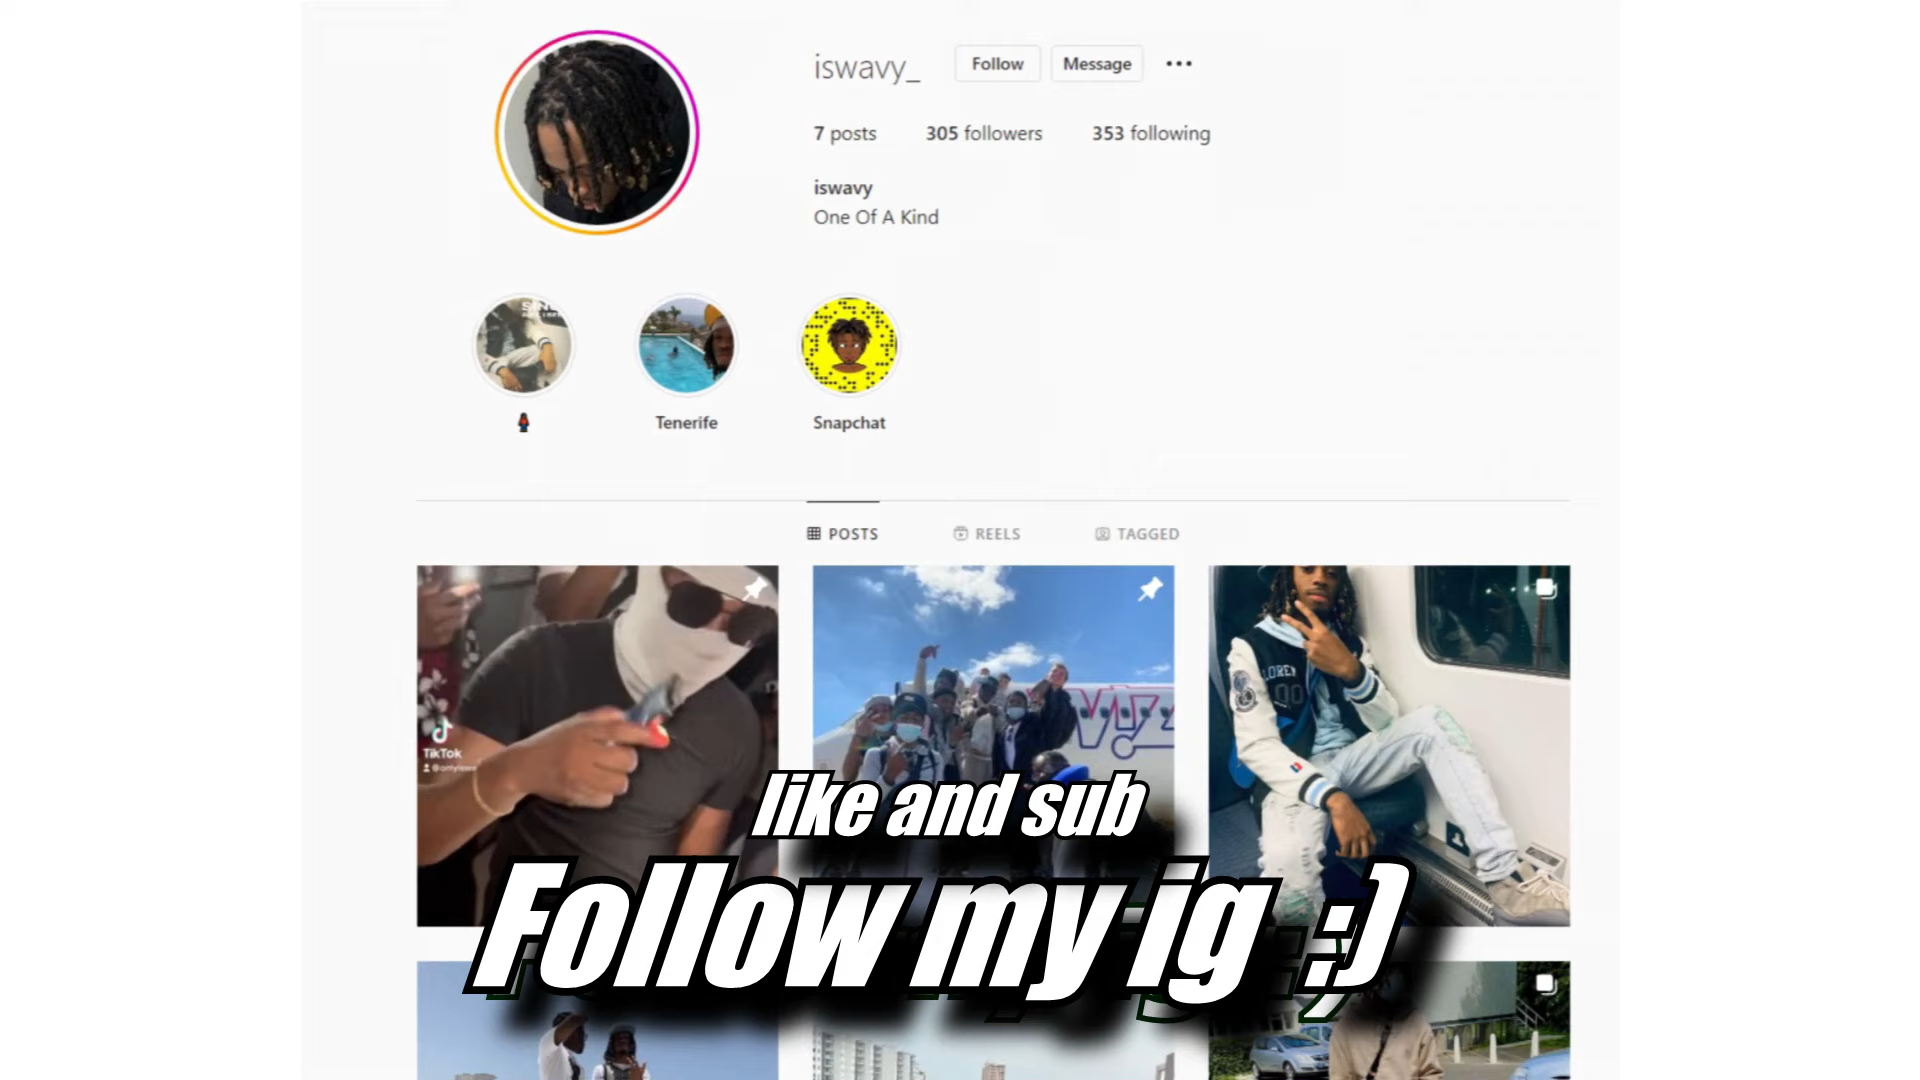 iswavy_
Follow
Message
7 posts
305 followers
353 following
iswavy
One Of A Kind
Tenerife
Snapchat
POSTS
REELS
TAGGED
TikTok
like and sub
Follow my ig :)